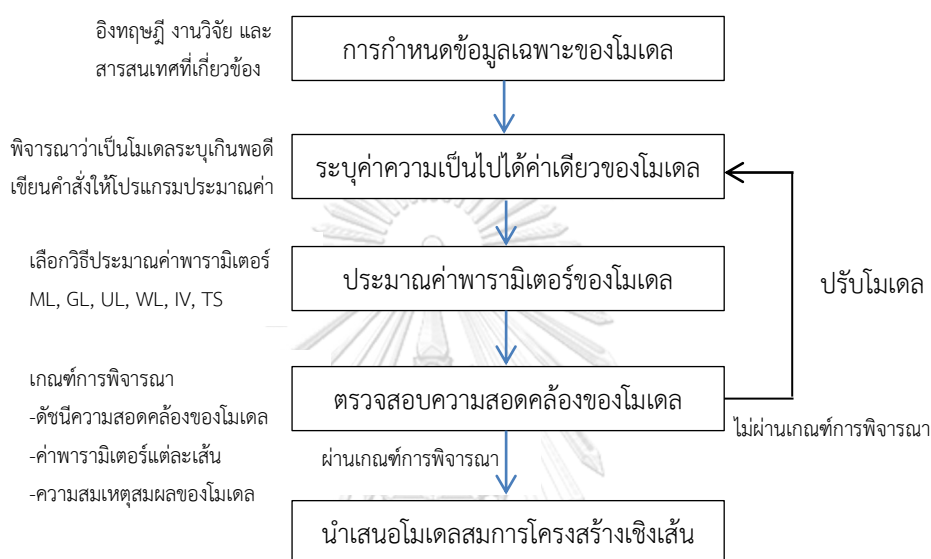 อิงทฤษฎี งานวิจัย และ
สารสนเทศที่เกี่ยวข้อง
การกำหนดข้อมูลเฉพาะของโมเดล
พิจารณาว่าเป็นโมเดลระบุเกินพอดี
เขียนคำสั่งให้โปรแกรมประมาณค่า
ระบุค่าความเป็นไปได้ค่าเดียวของโมเดล
เลือกวิธีประมาณค่าพารามิเตอร์
ML, GL, UL, WL, IV, TS
ประมาณค่าพารามิเตอร์ของโมเดล
ปรับโมเดล
เกณฑ์การพิจารณา
-ดัชนีความสอดคล้องของโมเดล
-ค่าพารามิเตอร์แต่ละเส้น
-ความสมเหตุสมผลของโมเดล
ตรวจสอบความสอดคล้องของโมเดล
ไม่ผ่านเกณฑ์การพิจารณา
ผ่านเกณฑ์การพิจารณา
นำเสนอโมเดลสมการโครงสร้างเชิงเส้น